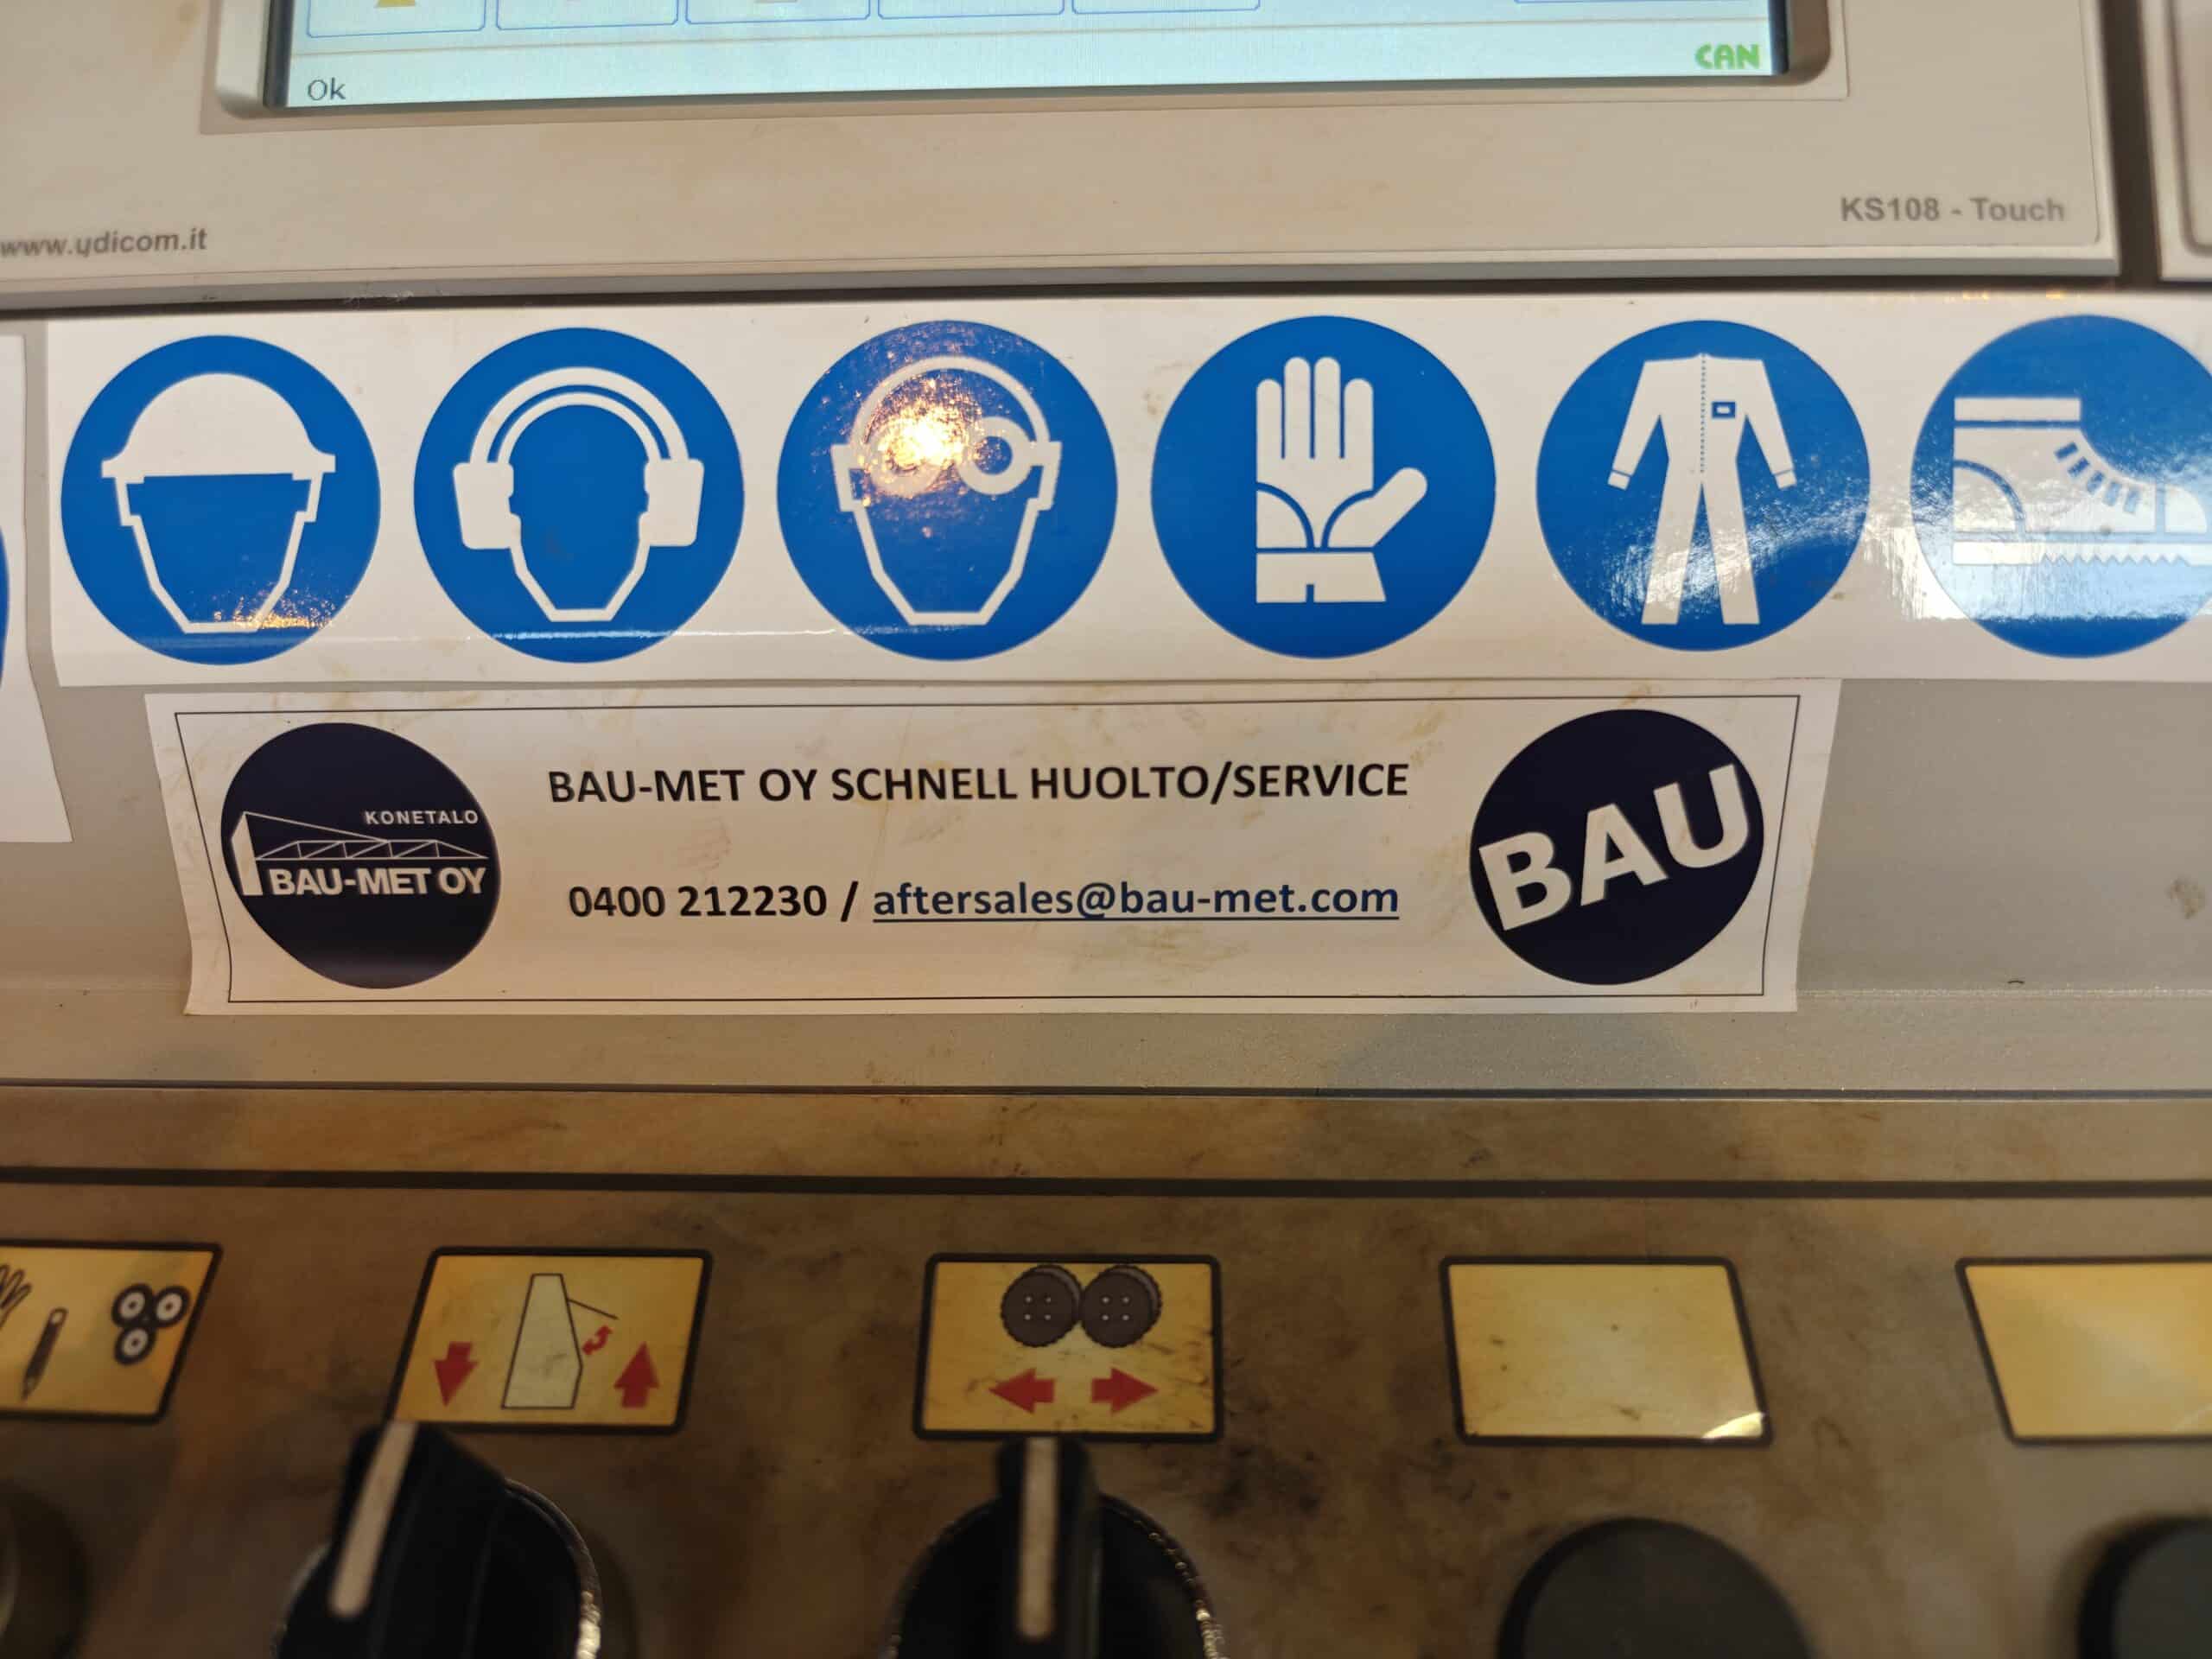 CAN
Ok
KS108 - Touch
www.ydicom.it
BAU-MET OY SCHNELL HUOLTO/SERVICE
0400 212230 / aftersales@bau-met.com
KONETALO
BAU-MET OY
BAU